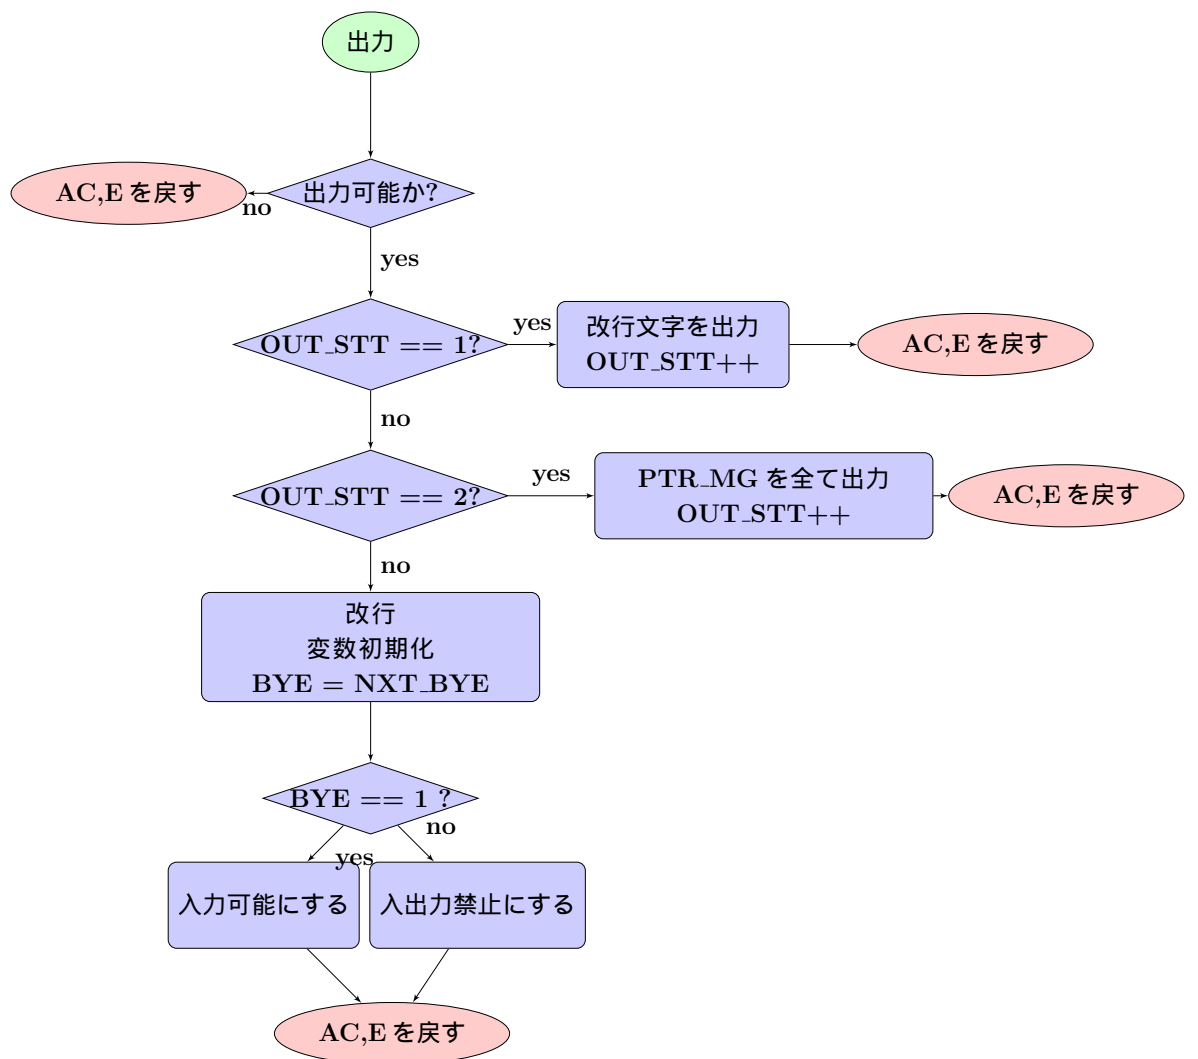 出力
出力可能か?
AC,E を戻す
no
yes
OUT_STT == 1?
yes
改行文字を出力
OUT_STT++
AC,E を戻す
no
OUT_STT == 2?
yes
PTR_MG を全て出力
OUT_STT++
AC,E を戻す
no
改行
変数初期化
BYE = NXT_BYE
BYE == 1 ?
no
yes
入力可能にする
入出力禁止にする
AC,E を戻す